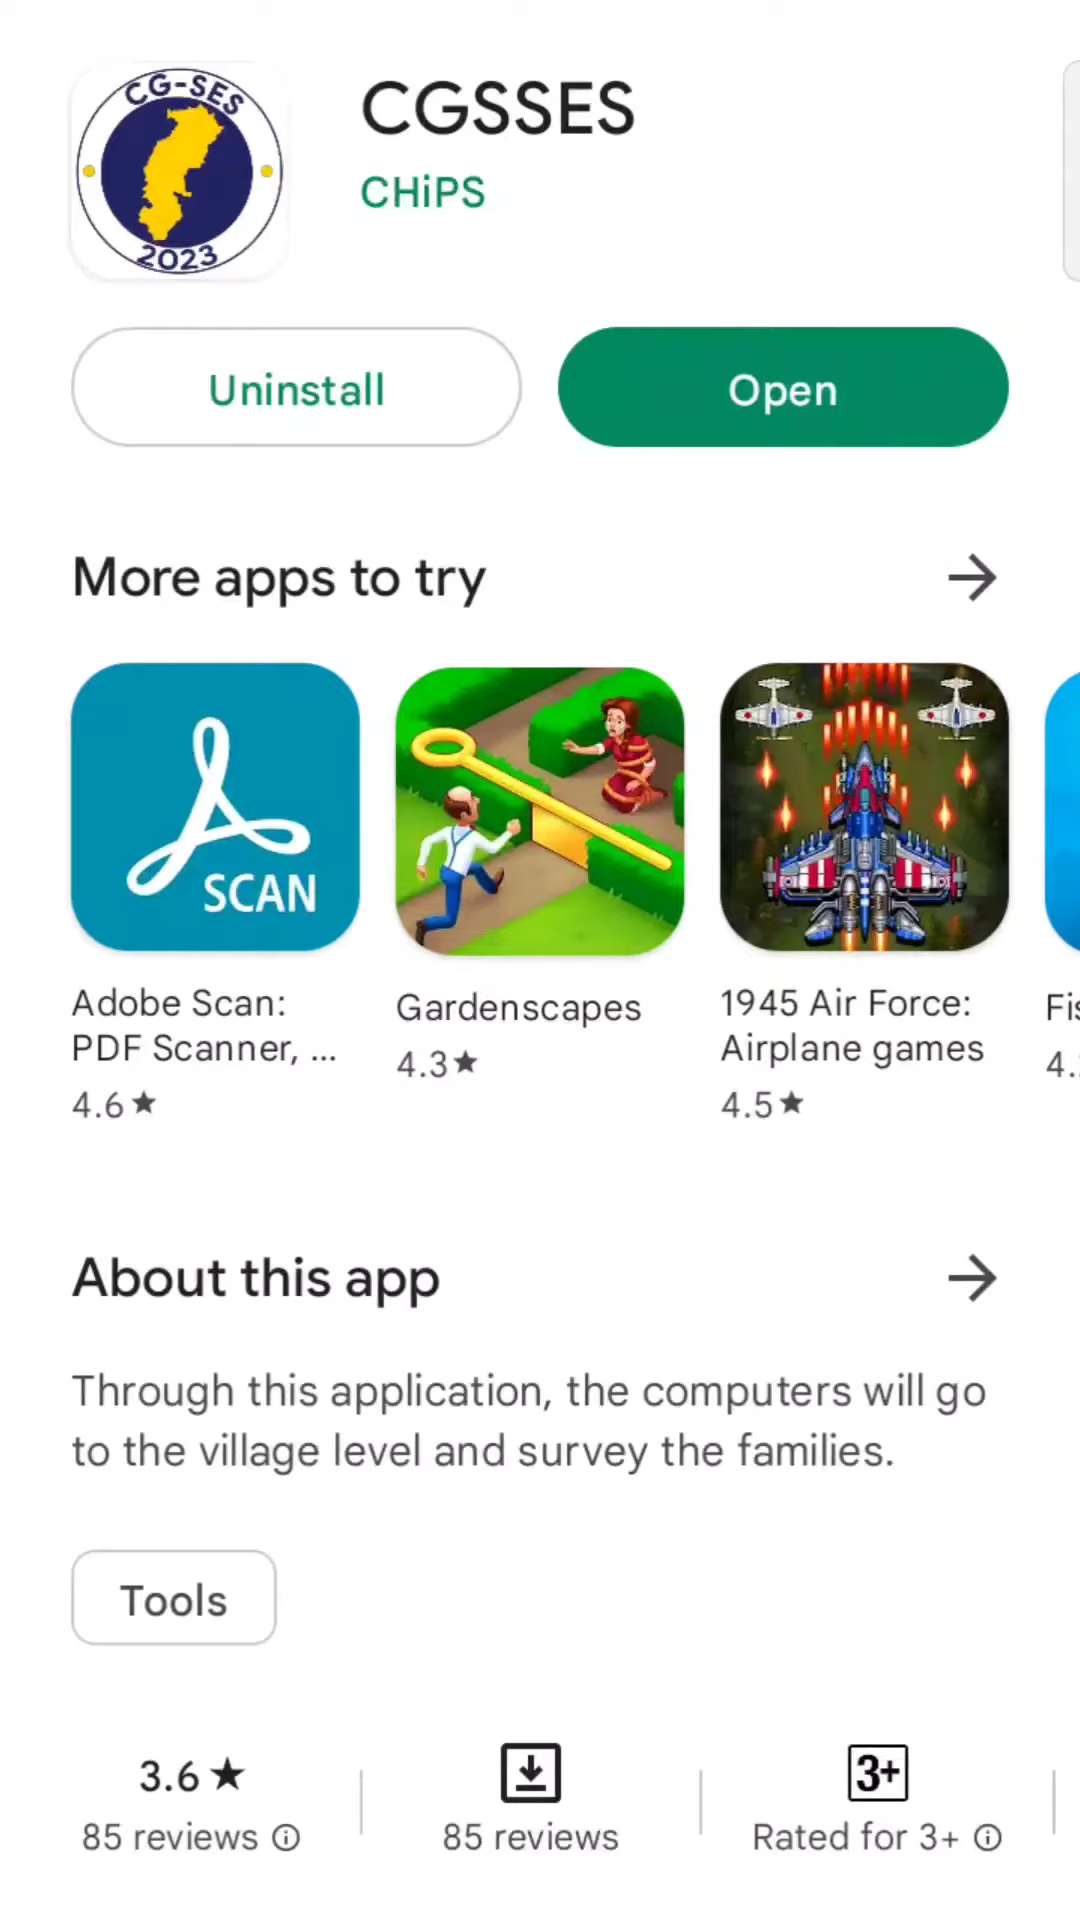 CG-SES
2023
CGSSES
CHiPS
Uninstall
Open
More apps to try
SCAN
Adobe Scan:
PDF Scanner, ...
4.6★
Gardenscapes
4.3★
1945 Air Force:
Airplane games
4.5★
Fis
4.
About this app
Through this application, the computers will go
to the village level and survey the families.
Tools
3.6★
85 reviews
85 reviews
3+
Rated for 3+